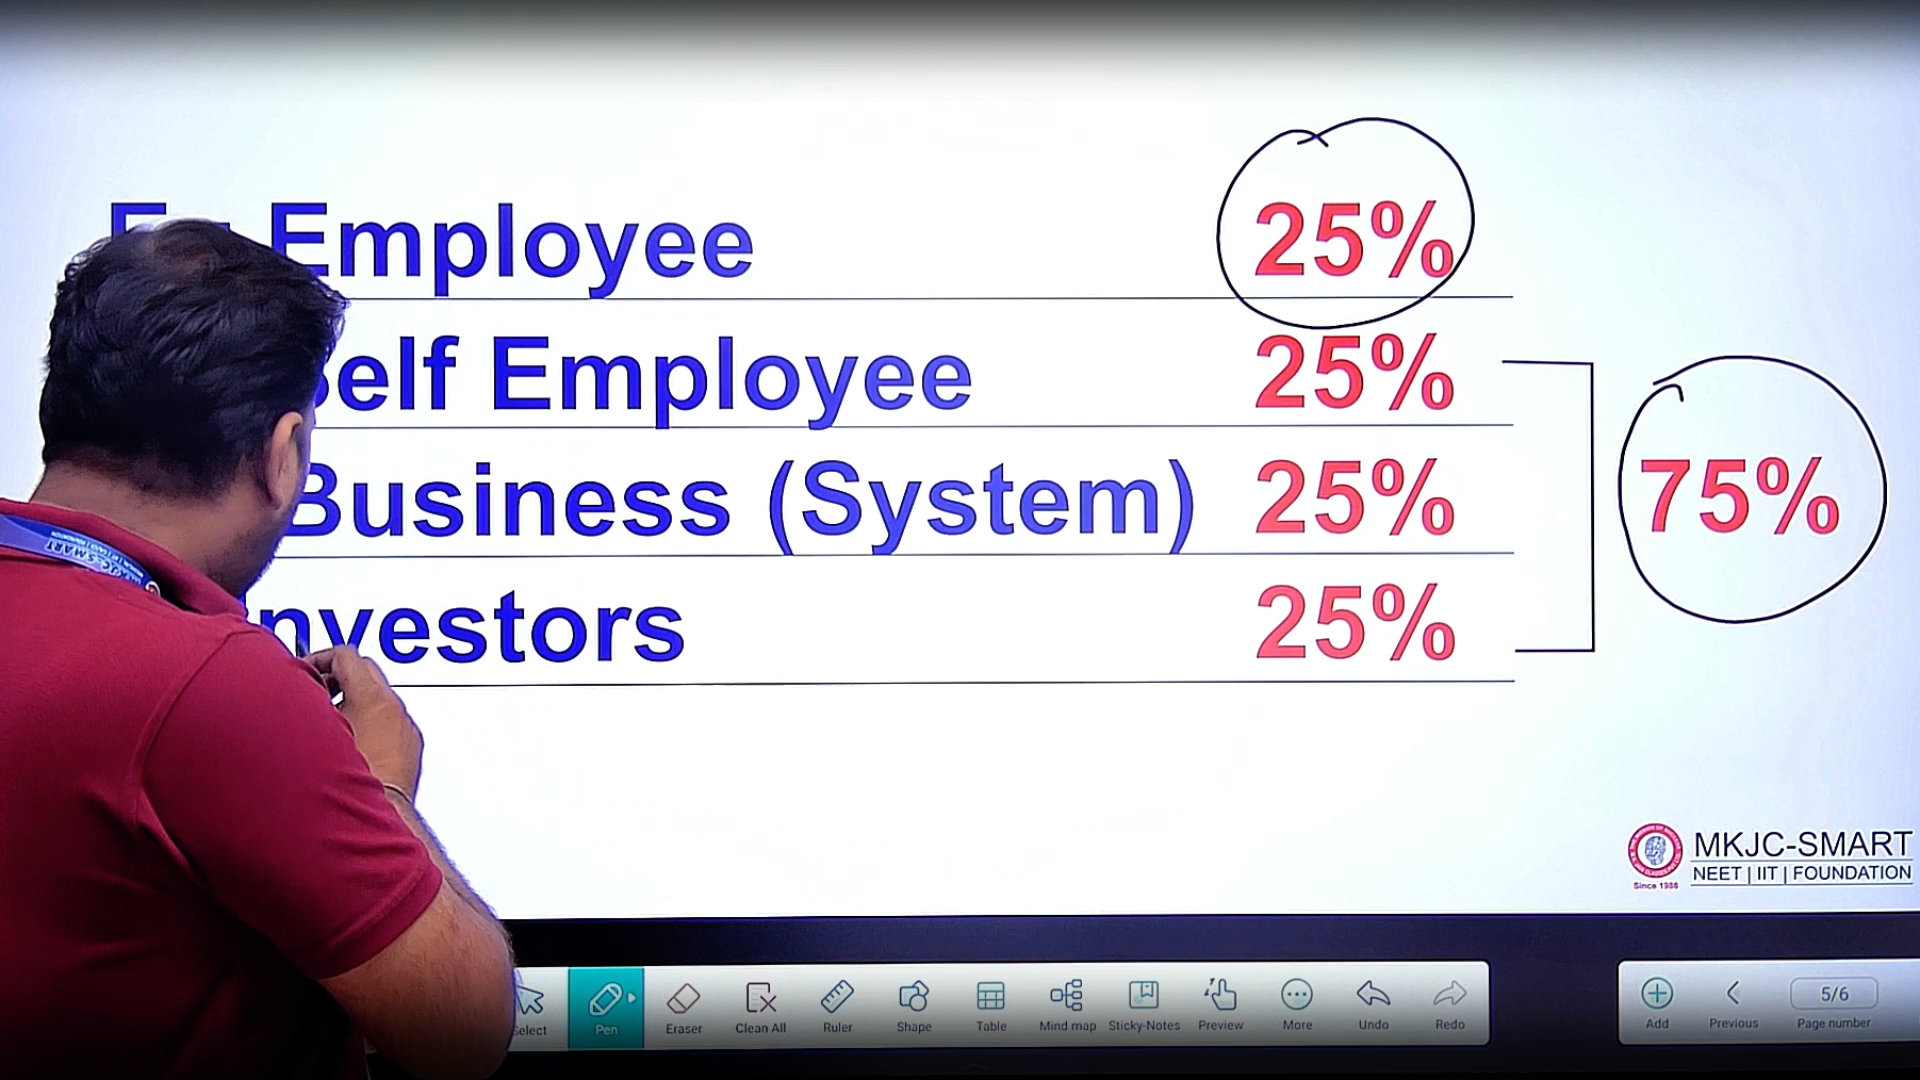 Employee 25%
elf Employee 25%
Business (System) 25%
nvestors 25%
75%
MKJC-SMART
NEET | IIT | FOUNDATION
Since 1986
Pen
Eraser
Clean All
Ruler
Shape
Table
Mind map
Sticky-Notes
Preview
More
Undo
Redo
Add
Previous
5/6
Page number